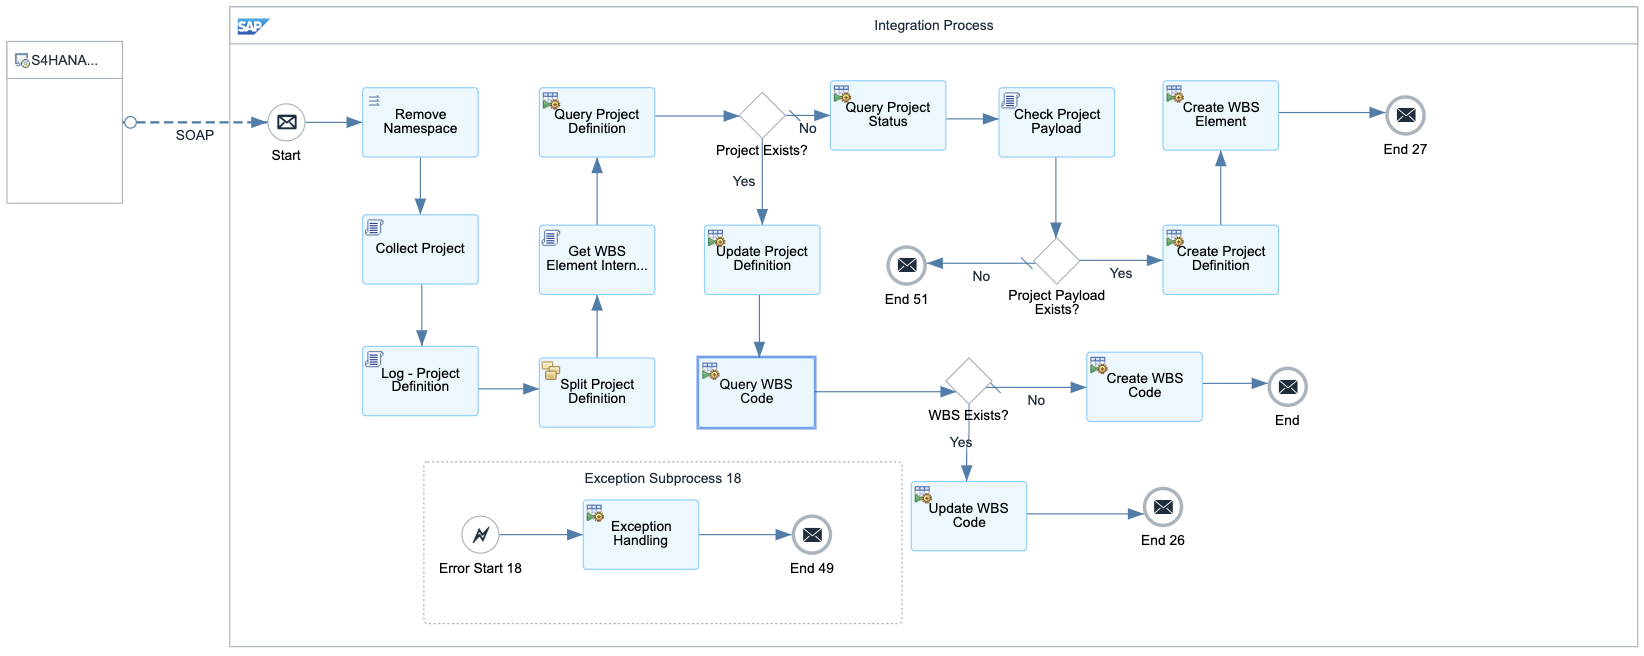 SAP
Integration Process
S4HANA...
SOAP
Start
Remove
Namespace
Collect Project
Log - Project
Definition
Split Project
Definition
Get WBS
Element Intern...
Query Project
Definition
Project Exists?
No
Yes
Query Project
Status
Check Project
Payload
Project Payload
Exists?
No
End 51
Yes
Create Project
Definition
Create WBS
Element
End 27
Update Project
Definition
Query WBS
Code
WBS Exists?
No
Create WBS
Code
End
Yes
Update WBS
Code
End 26
Exception Subprocess 18
Error Start 18
Exception
Handling
End 49